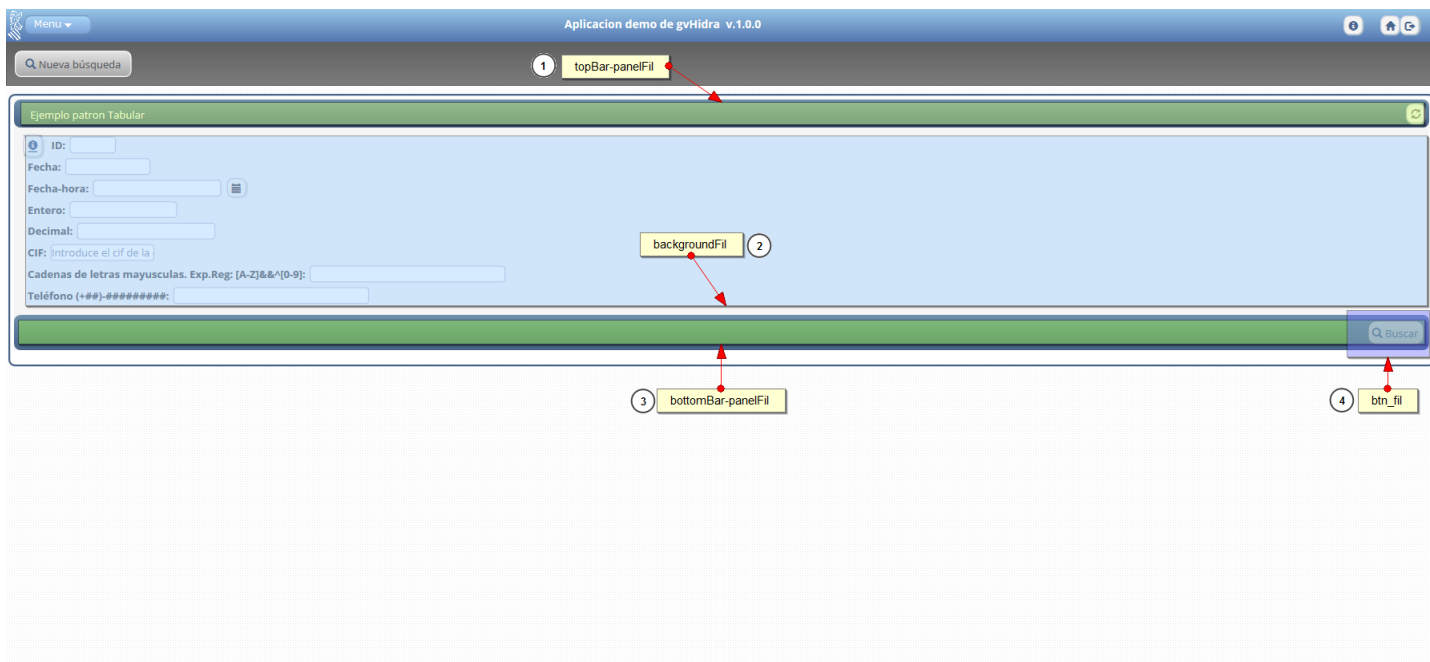 Menu
Aplicacion demo de gvHidra v.1.0.0
Nueva búsqueda
1
topBar-panelFil
Ejemplo patron Tabular
ID:
Fecha:
Fecha-hora:
Entero:
Decimal:
CIF: Introduce el cif de la
backgroundFil
2
Cadenas de letras mayusculas. Exp.Reg: [A-Z]&&^[0-9]:
Teléfono (+##)-#########:
Buscar
3
bottomBar-panelFil
4
btn_fil